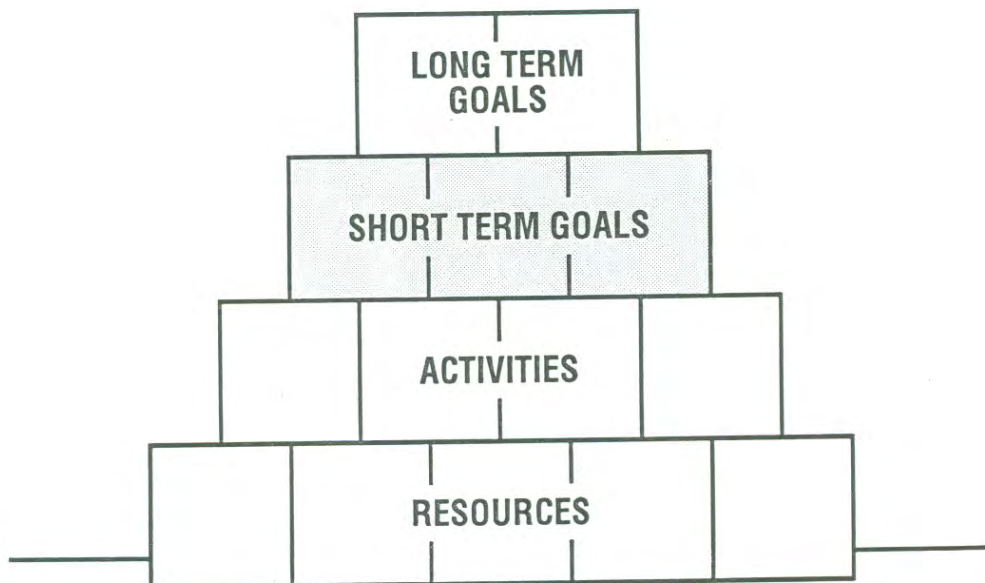 LONG TERM
GOALS
SHORT TERM GOALS
ACTIVITIES
RESOURCES